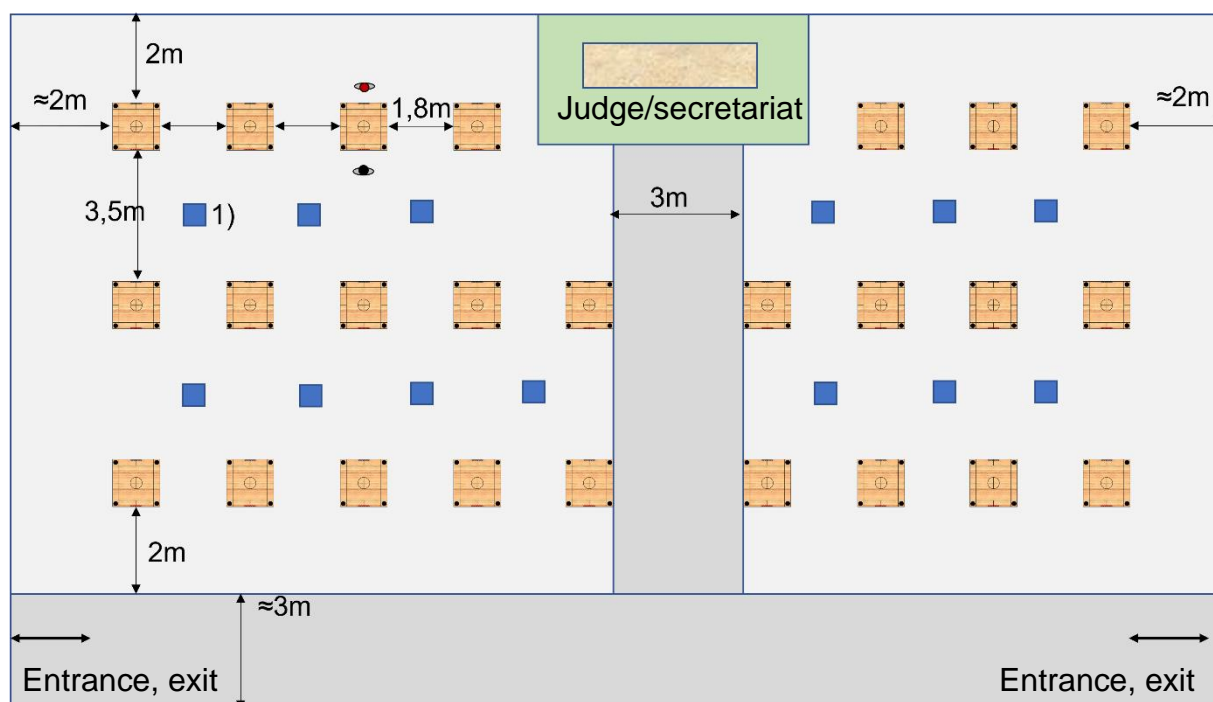 2m
≈2m
1,8m
Judge/secretariat
≈2m
3,5m
1)
3m
2m
≈3m
Entrance, exit
Entrance, exit